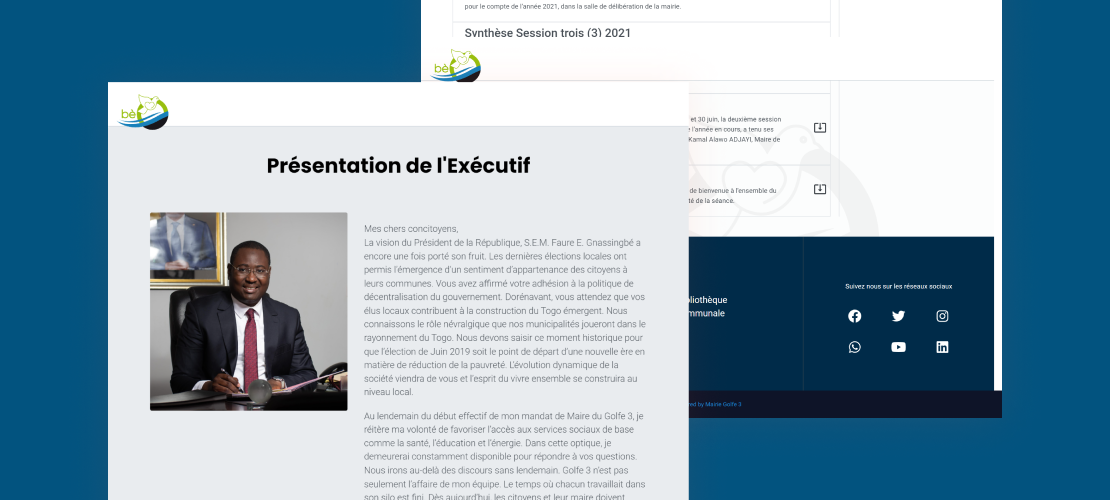 pour le compte de l'année 2021, dans la salle de délibération de la mairie.
Synthèse Session trois (3) 2021
bè
et 30 juin, la deuxième session
l'année en cours, a tenu ses
Kamal Alawo ADJAYI, Maire de
de bienvenue à l'ensemble du
té de la séance.
bliothèque
mmunale
Suivez nous sur les réseaux sociaux
ed by Mairie Golfe 3
bè
Présentation de l'Exécutif
Mes chers concitoyens,
La vision du Président de la République, S.E.M. Faure E. Gnassingbé a
encore une fois porté son fruit. Les dernières élections locales ont
permis l'émergence d'un sentiment d'appartenance des citoyens à
leurs communes. Vous avez affirmé votre adhésion à la politique de
décentralisation du gouvernement. Dorénavant, vous attendez que vos
élus locaux contribuent à la construction du Togo émergent. Nous
connaissons le rôle névralgique que nos municipalités joueront dans le
rayonnement du Togo. Nous devons saisir ce moment historique pour
que l'élection de Juin 2019 soit le point de départ d'une nouvelle ère en
matière de réduction de la pauvreté. L'évolution dynamique de la
société viendra de vous et l'esprit du vivre ensemble se construira au
niveau local.
Au lendemain du début effectif de mon mandat de Maire du Golfe 3, je
réitère ma volonté de favoriser l'accès aux services sociaux de base
comme la santé, l'éducation et l'énergie. Dans cette optique, je
demeurerai constamment disponible pour répondre à vos questions.
Nous irons au-delà des discours sans lendemain. Golfe 3 n'est pas
seulement l'affaire de mon équipe. Le temps où chacun travaillait dans
son silo est fini. Dès aujourd'hui, les citoyens et leur maire doivent